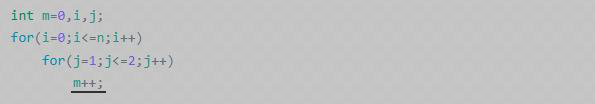 int m=0,i,j;
for(i=0;i<=n;i++)
for(j=1;j<=2;j++)
m++;